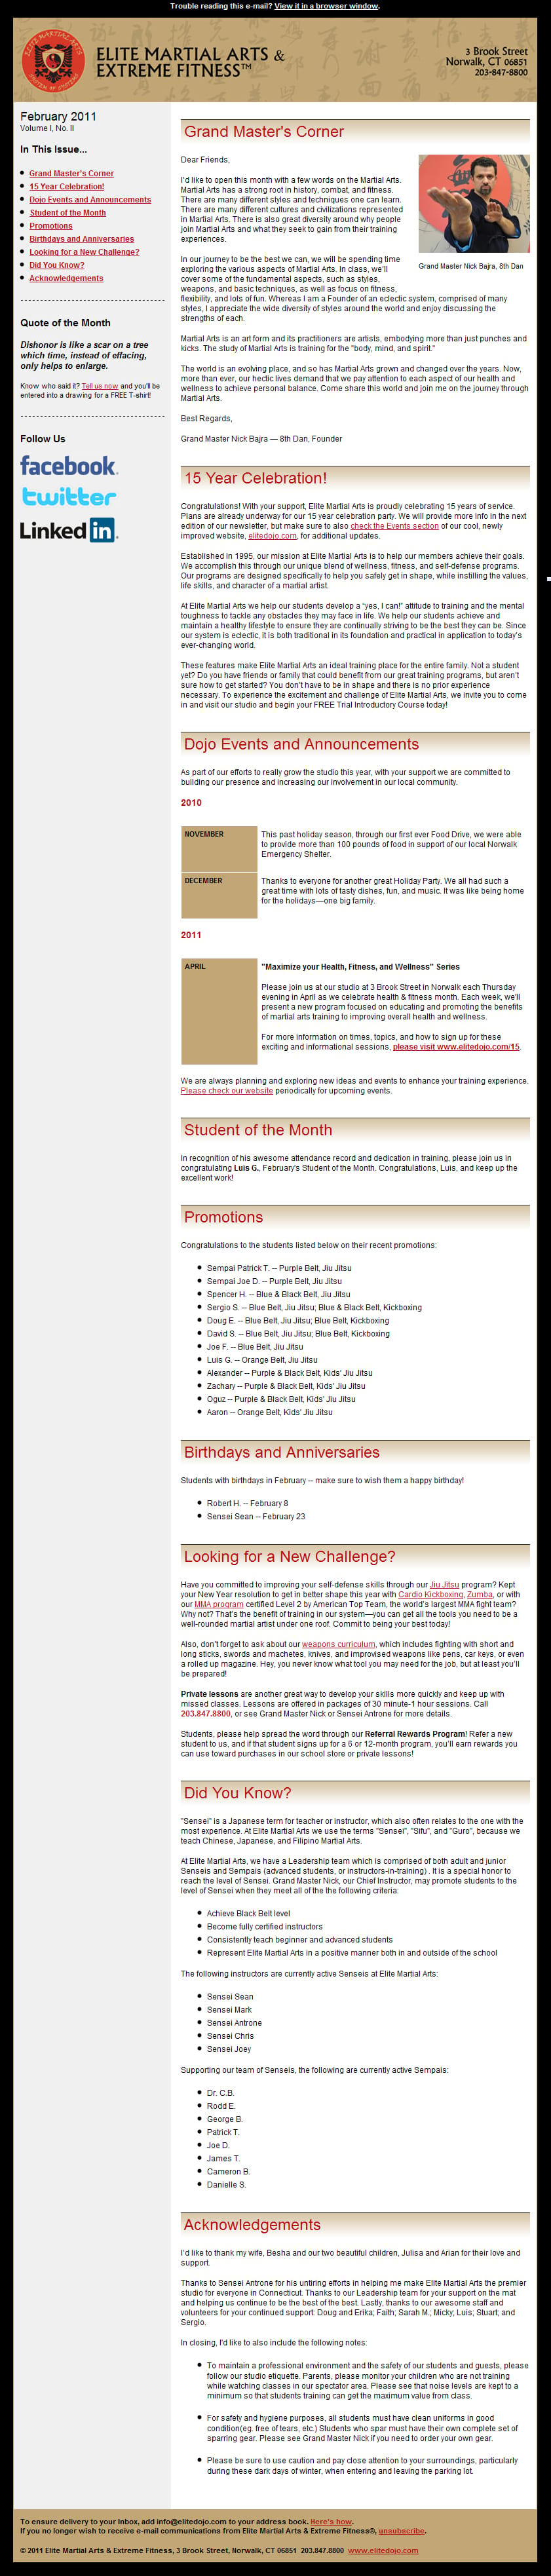 Trouble reading this e-mail? View it in a browser window.
ELITE MARTIAL ARTS &
EXTREME FITNESS™
3 Brook Street
Norwalk, CT 06851
203-847-8800
February 2011
Volume I, No. II
In This Issue...
Grand Master's Corner
15 Year Celebration!
Dojo Events and Announcements
Student of the Month
Promotions
Birthdays and Anniversaries
Looking for a New Challenge?
Did You Know?
Acknowledgements
Quote of the Month
Dishonor is like a scar on a tree
which time, instead of effacing,
only helps to enlarge.
Know who said it? Tell us now and you'll be
entered into a drawing for a FREE T-shirt!
Follow Us
facebook
twitter
Linked in
Grand Master's Corner
Dear Friends,
I'd like to open this month with a few words on the Martial Arts.
Martial Arts has a strong root in history, combat, and fitness.
There are many different styles and techniques one can learn.
There are many different cultures and civilizations represented
in Martial Arts. There is also great diversity around why people
join Martial Arts and what they seek to gain from their training
experiences.
Grand Master Nick Bajra, 8th Dan
In our journey to be the best we can, we will be spending time
exploring the various aspects of Martial Arts. In class, we'll
cover some of the fundamental aspects, such as styles,
weapons, and basic techniques, as well as focus on fitness,
flexibility, and lots of fun. Whereas I am a Founder of an eclectic system, comprised of many
styles, I appreciate the wide diversity of styles around the world and enjoy discussing the
strengths of each.
Martial Arts is an art form and its practitioners are artists, embodying more than just punches and
kicks. The study of Martial Arts is training for the "body, mind, and spirit."
The world is an evolving place, and so has Martial Arts grown and changed over the years. Now,
more than ever, our hectic lives demand that we pay attention to each aspect of our health and
wellness to achieve personal balance. Come share this world and join me on the journey through
Martial Arts.
Best Regards,
Grand Master Nick Bajra — 8th Dan, Founder
15 Year Celebration!
Congratulations! With your support, Elite Martial Arts is proudly celebrating 15 years of service.
Plans are already underway for our 15 year celebration party. We will provide more info in the next
edition of our newsletter, but make sure to also check the Events section of our cool, newly
improved website, elitedojo.com, for additional updates.
Established in 1995, our mission at Elite Martial Arts is to help our members achieve their goals.
We accomplish this through our unique blend of wellness, fitness, and self-defense programs.
Our programs are designed specifically to help you safely get in shape, while instilling the values,
life skills, and character of a martial artist.
At Elite Martial Arts we help our students develop a "yes, I can!" attitude to training and the mental
toughness to tackle any obstacles they may face in life. We help our students achieve and
maintain a healthy lifestyle to ensure they are continually striving to be the best they can be. Since
our system is eclectic, it is both traditional in its foundation and practical in application to today's
ever-changing world.
These features make Elite Martial Arts an ideal training place for the entire family. Not a student
yet? Do you have friends or family that could benefit from our great training programs, but aren't
sure how to get started? You don't have to be in shape and there is no prior experience
necessary. To experience the excitement and challenge of Elite Martial Arts, we invite you to come
in and visit our studio and begin your FREE Trial Introductory Course today!
Dojo Events and Announcements
As part of our efforts to really grow the studio this year, with your support we are committed to
building our presence and increasing our involvement in our local community.
2010
NOVEMBER
This past holiday season, through our first ever Food Drive, we were able
to provide more than 100 pounds of food in support of our local Norwalk
Emergency Shelter.
DECEMBER
Thanks to everyone for another great Holiday Party. We all had such a
great time with lots of tasty dishes, fun, and music. It was like being home
for the holidays—one big family.
2011
APRIL
"Maximize your Health, Fitness, and Wellness" Series
Please join us at our studio at 3 Brook Street in Norwalk each Thursday
evening in April as we celebrate health & fitness month. Each week, we'll
present a new program focused on educating and promoting the benefits
of martial arts training to improving overall health and wellness.
For more information on times, topics, and how to sign up for these
exciting and informational sessions, please visit www.elitedojo.com/15.
We are always planning and exploring new ideas and events to enhance your training experience.
Please check our website periodically for upcoming events.
Student of the Month
In recognition of his awesome attendance record and dedication in training, please join us in
congratulating Luis G., February's Student of the Month. Congratulations, Luis, and keep up the
excellent work!
Promotions
Congratulations to the students listed below on their recent promotions:
Sempai Patrick T. -- Purple Belt, Jiu Jitsu
Sempai Joe D. -- Purple Belt, Jiu Jitsu
Spencer H. -- Blue & Black Belt, Jiu Jitsu
Sergio S. -- Blue Belt, Jiu Jitsu; Blue & Black Belt, Kickboxing
Doug E. -- Blue Belt, Jiu Jitsu; Blue Belt, Kickboxing
David S. -- Blue Belt, Jiu Jitsu; Blue Belt, Kickboxing
Joe F. -- Blue Belt, Jiu Jitsu
Luis G. -- Orange Belt, Jiu Jitsu
Alexander -- Purple & Black Belt, Kids' Jiu Jitsu
Zachary -- Purple & Black Belt, Kids' Jiu Jitsu
Oguz -- Purple & Black Belt, Kids' Jiu Jitsu
Aaron -- Orange Belt, Kids' Jiu Jitsu
Birthdays and Anniversaries
Students with birthdays in February -- make sure to wish them a happy birthday!
Robert H. -- February 8
Sensei Sean -- February 23
Looking for a New Challenge?
Have you committed to improving your self-defense skills through our Jiu Jitsu program? Kept
your New Year resolution to get in better shape this year with Cardio Kickboxing, Zumba, or with
our MMA program certified Level 2 by American Top Team, the world's largest MMA fight team?
Why not? That's the benefit of training in our system—you can get all the tools you need to be a
well-rounded martial artist under one roof. Commit to being your best today!
Also, don't forget to ask about our weapons curriculum, which includes fighting with short and
long sticks, swords and machetes, knives, and improvised weapons like pens, car keys, or even
a rolled up magazine. Hey, you never know what tool you may need for the job, but at least you'll
be prepared!
Private lessons are another great way to develop your skills more quickly and keep up with
missed classes. Lessons are offered in packages of 30 minute-1 hour sessions. Call
203.847.8800, or see Grand Master Nick or Sensei Antrone for more details.
Students, please help spread the word through our Referral Rewards Program! Refer a new
student to us, and if that student signs up for a 6 or 12-month program, you'll earn rewards you
can use toward purchases in our school store or private lessons!
Did You Know?
"Sensei" is a Japanese term for teacher or instructor, which also often relates to the one with the
most experience. At Elite Martial Arts we use the terms "Sensei", "Sifu", and "Guro", because we
teach Chinese, Japanese, and Filipino Martial Arts.
At Elite Martial Arts, we have a Leadership team which is comprised of both adult and junior
Senseis and Sempais (advanced students, or instructors-in-training) . It is a special honor to
reach the level of Sensei. Grand Master Nick, our Chief Instructor, may promote students to the
level of Sensei when they meet all of the the following criteria:
Achieve Black Belt level
Become fully certified instructors
Consistently teach beginner and advanced students
Represent Elite Martial Arts in a positive manner both in and outside of the school
The following instructors are currently active Senseis at Elite Martial Arts:
Sensei Sean
Sensei Mark
Sensei Antrone
Sensei Chris
Sensei Joey
Supporting our team of Senseis, the following are currently active Sempais:
Dr. C.B.
Rodd E.
George B.
Patrick T.
Joe D.
James T.
Cameron B.
Danielle S.
Acknowledgements
I'd like to thank my wife, Besha and our two beautiful children, Julisa and Arian for their love and
support.
Thanks to Sensei Antrone for his untiring efforts in helping me make Elite Martial Arts the premier
studio for everyone in Connecticut. Thanks to our Leadership team for your support on the mat
and helping us continue to be the best of the best. Lastly, thanks to our awesome staff and
volunteers for your continued support: Doug and Erika; Faith; Sarah M.; Micky; Luis; Stuart; and
Sergio.
In closing, I'd like to also include the following notes:
To maintain a professional environment and the safety of our students and guests, please
follow our studio etiquette. Parents, please monitor your children who are not training
while watching classes in our spectator area. Please see that noise levels are kept to a
minimum so that students training can get the maximum value from class.
For safety and hygiene purposes, all students must have clean uniforms in good
condition(eg. free of tears, etc.) Students who spar must have their own complete set of
sparring gear. Please see Grand Master Nick if you need to order your own gear.
Please be sure to use caution and pay close attention to your surroundings, particularly
during these dark days of winter, when entering and leaving the parking lot.
To ensure delivery to your Inbox, add info@elitedojo.com to your address book. Here's how.
If you no longer wish to receive e-mail communications from Elite Martial Arts & Extreme Fitness®, unsubscribe.
© 2011 Elite Martial Arts & Extreme Fitness, 3 Brook Street, Norwalk, CT 06851 203.847.8800 www.elitedojo.com